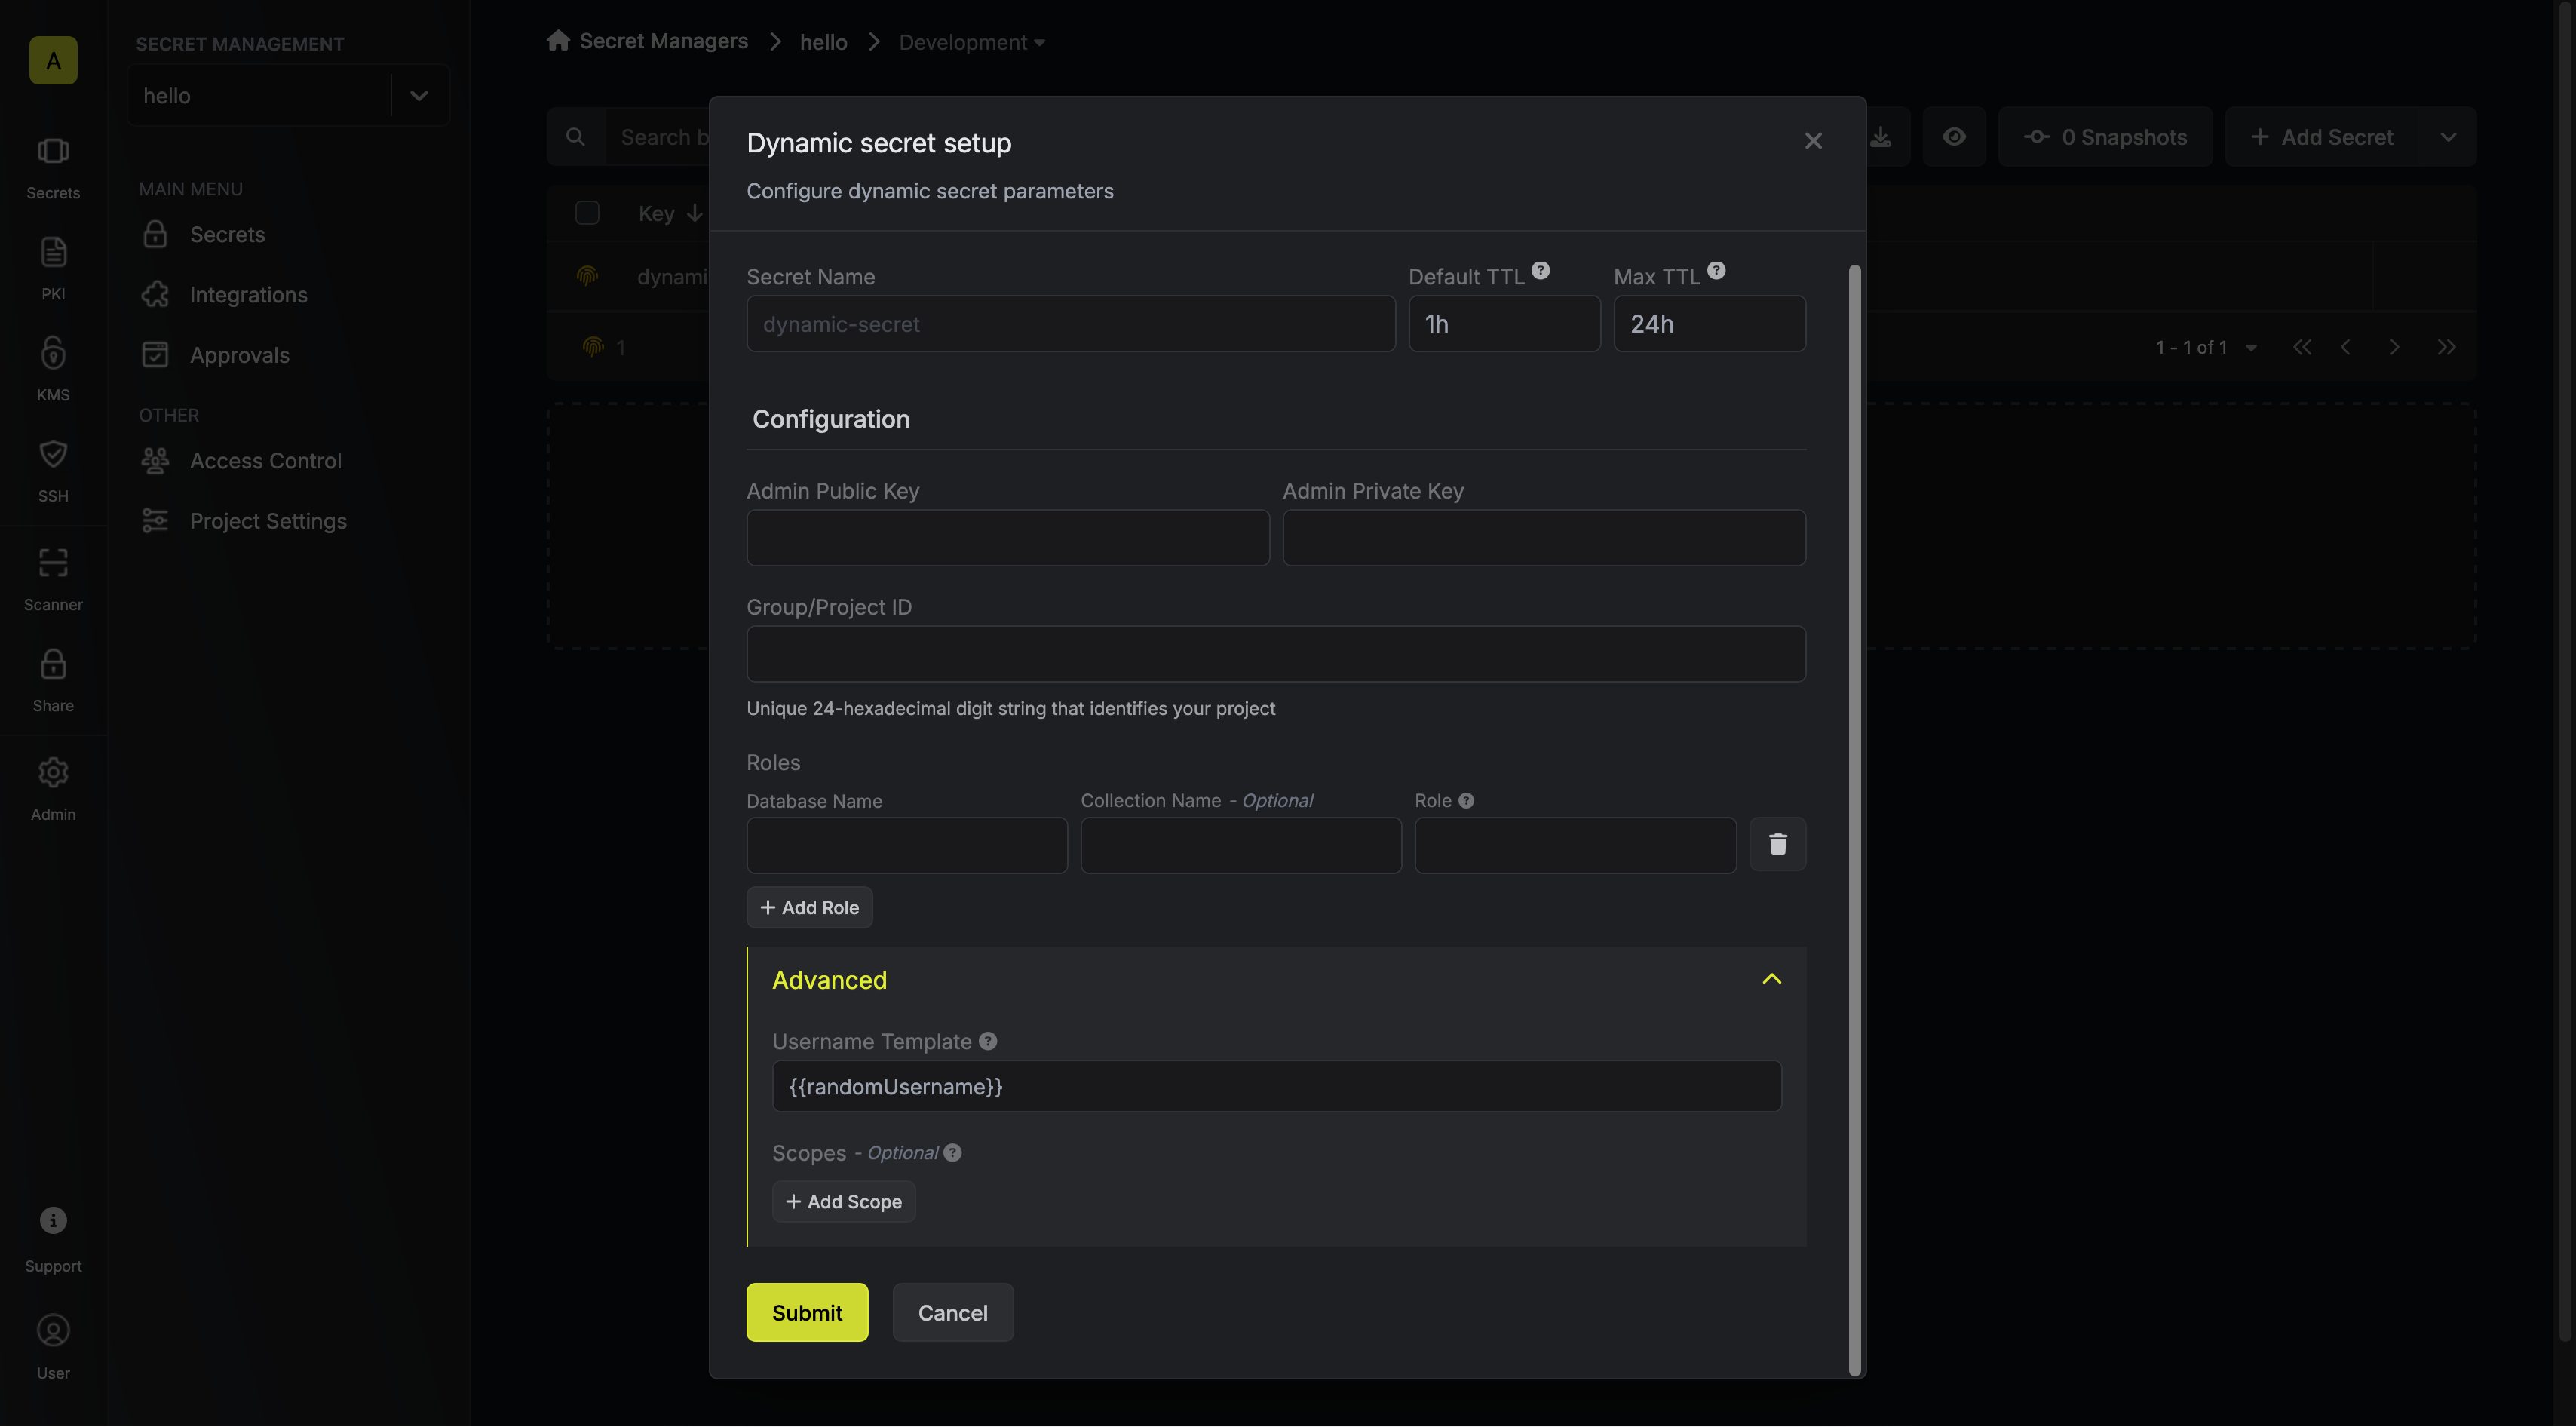 A
Secrets
PKI
KMS
SSH
Scanner
Share
Admin
Support
User
SECRET MANAGEMENT
hello
MAIN MENU
Secrets
Integrations
Approvals
OTHER
Access Control
Project Settings
Secret Managers hello Development
Search b
0 Snapshots
Add Secret
Key
dynami
1
1 - 1 of 1
Dynamic secret setup
Configure dynamic secret parameters
Secret Name Default TTL ? Max TTL ?
dynamic-secret 1h 24h
Configuration
Admin Public Key Admin Private Key
Group/Project ID
Unique 24-hexadecimal digit string that identifies your project
Roles
Database Name Collection Name - Optional Role ?
+ Add Role
Advanced
Username Template ?
{{randomUsername}}
Scopes - Optional ?
+ Add Scope
Submit Cancel